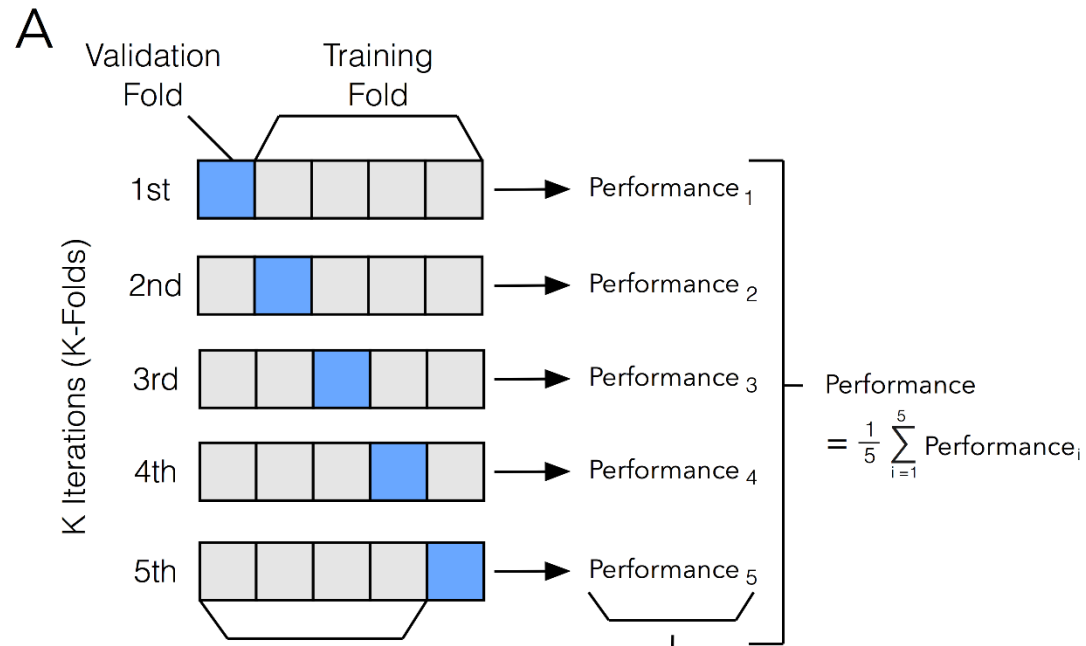 A
Validation
Fold
Training
Fold
K Iterations (K-Folds)
1st
Performance 1
2nd
Performance 2
3rd
Performance 3
4th
Performance 4
5th
Performance 5
Performance
= 1/5 5∑i=1 Performance i